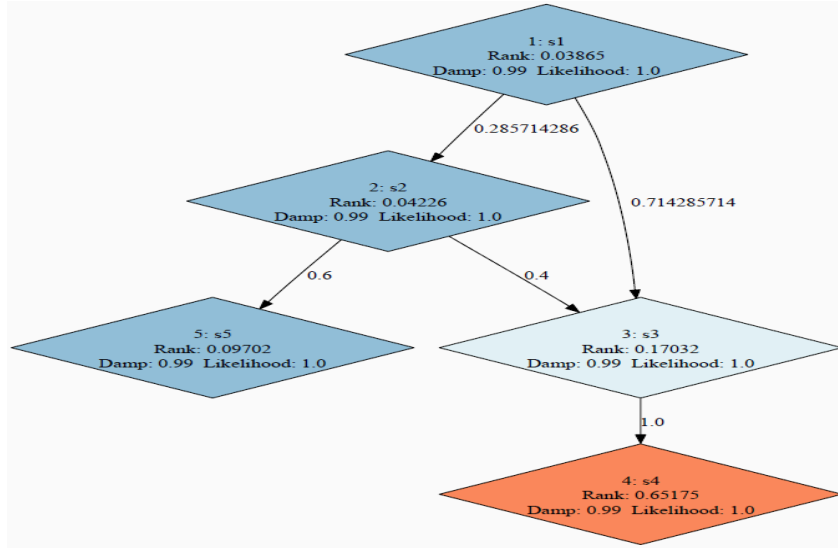 1: s1
Rank: 0.03865
Damp: 0.99 Likelihood: 1.0
0.285714286
2: s2
Rank: 0.04226
Damp: 0.99 Likelihood: 1.0
0.714285714
0.6
0.4
5: s5
Rank: 0.09702
Damp: 0.99 Likelihood: 1.0
3: s3
Rank: 0.17032
Damp: 0.99 Likelihood: 1.0
1.0
4: s4
Rank: 0.65175
Damp: 0.99 Likelihood: 1.0